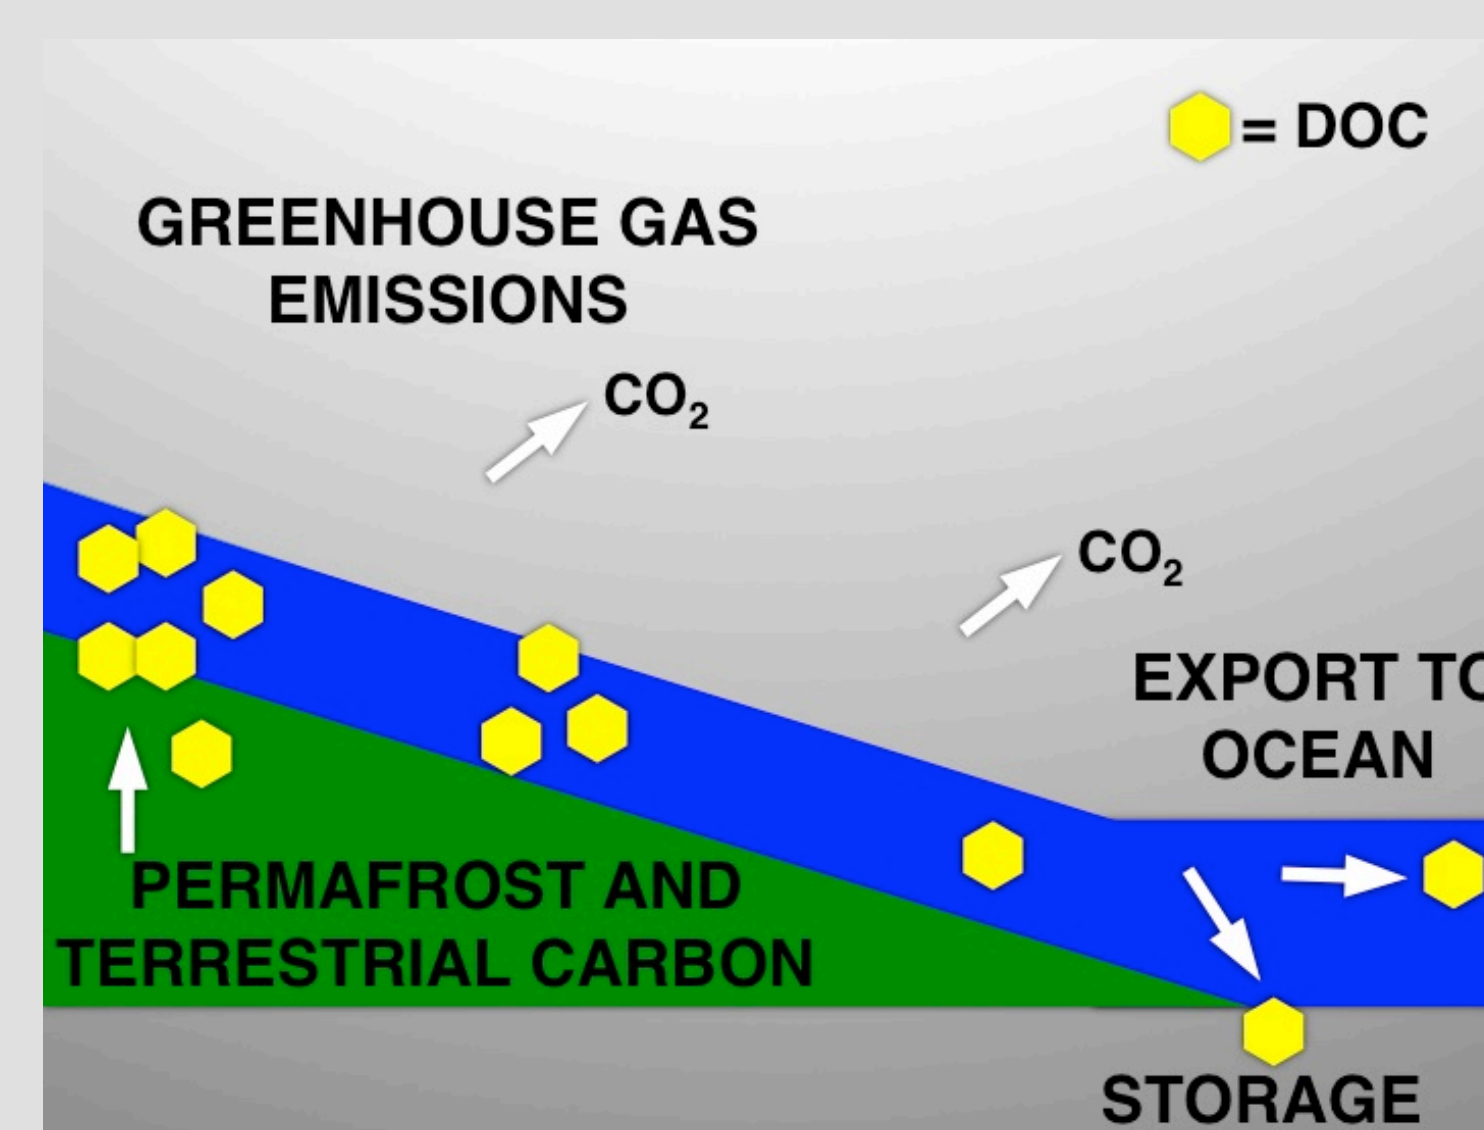 = DOC
GREENHOUSE GAS
EMISSIONS
CO₂
CO₂
EXPORT TO
OCEAN
PERMAFROST AND
TERRESTRIAL CARBON
STORAGE